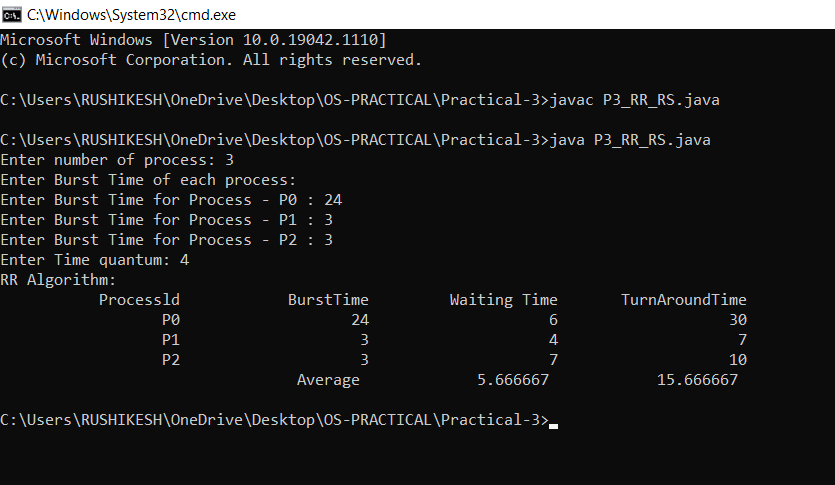 C:\Windows\System32\cmd.exe
Microsoft Windows [Version 10.0.19042.1110]
(c) Microsoft Corporation. All rights reserved.
C:\Users\RUSHIKESH\OneDrive\Desktop\OS-PRACTICAL\Practical-3>javac P3_RR_RS.java
C:\Users\RUSHIKESH\OneDrive\Desktop\OS-PRACTICAL\Practical-3>java P3_RR_RS.java
Enter number of process: 3
Enter Burst Time of each process:
Enter Burst Time for Process - P0 : 24
Enter Burst Time for Process - P1 : 3
Enter Burst Time for Process - P2 : 3
Enter Time quantum: 4
RR Algorithm:
Processld BurstTime Waiting Time TurnAroundTime
P0 24 6 30
P1 3 4 7
P2 3 7 10
Average 5.666667 15.666667
C:\Users\RUSHIKESH\OneDrive\Desktop\OS-PRACTICAL\Practical-3>